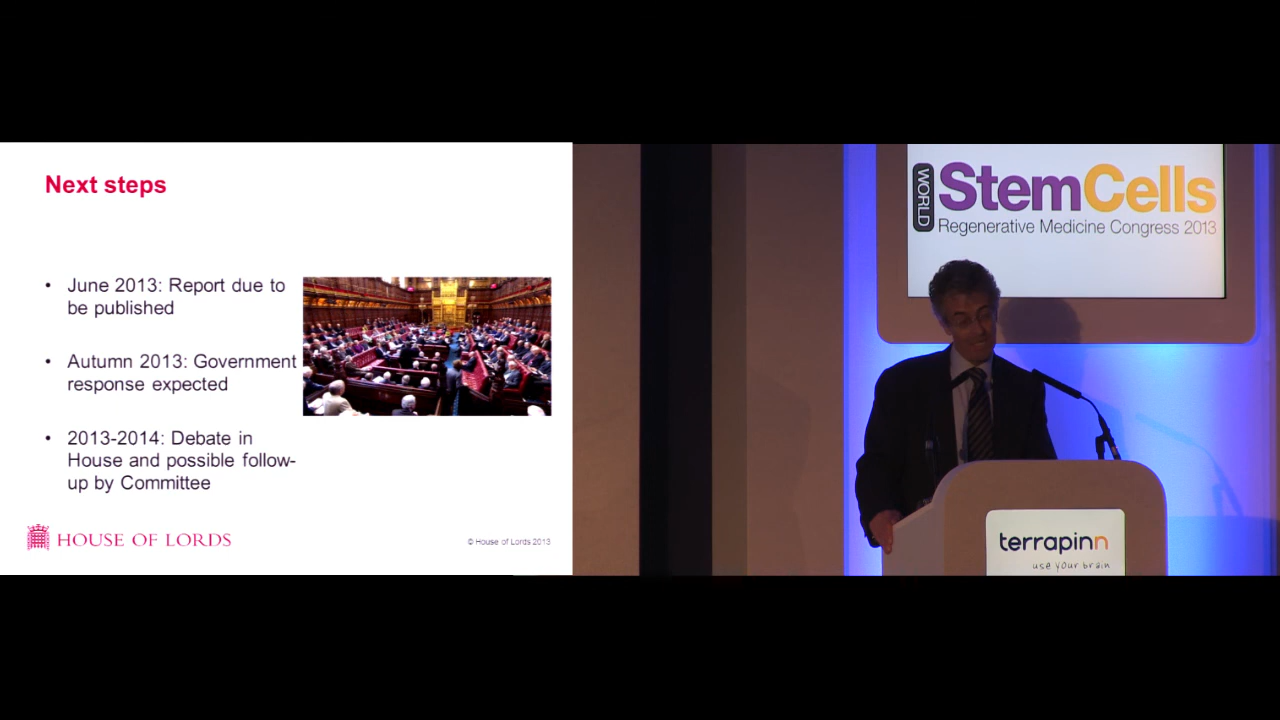 Next steps
• June 2013: Report due to
be published
• Autumn 2013: Government
response expected
• 2013-2014: Debate in
House and possible follow-
up by Committee
HOUSE OF LORDS
© House of Lords 2013
WORLD
StemCells
Regenerative Medicine Congress 2013
terrapinn
use your brain